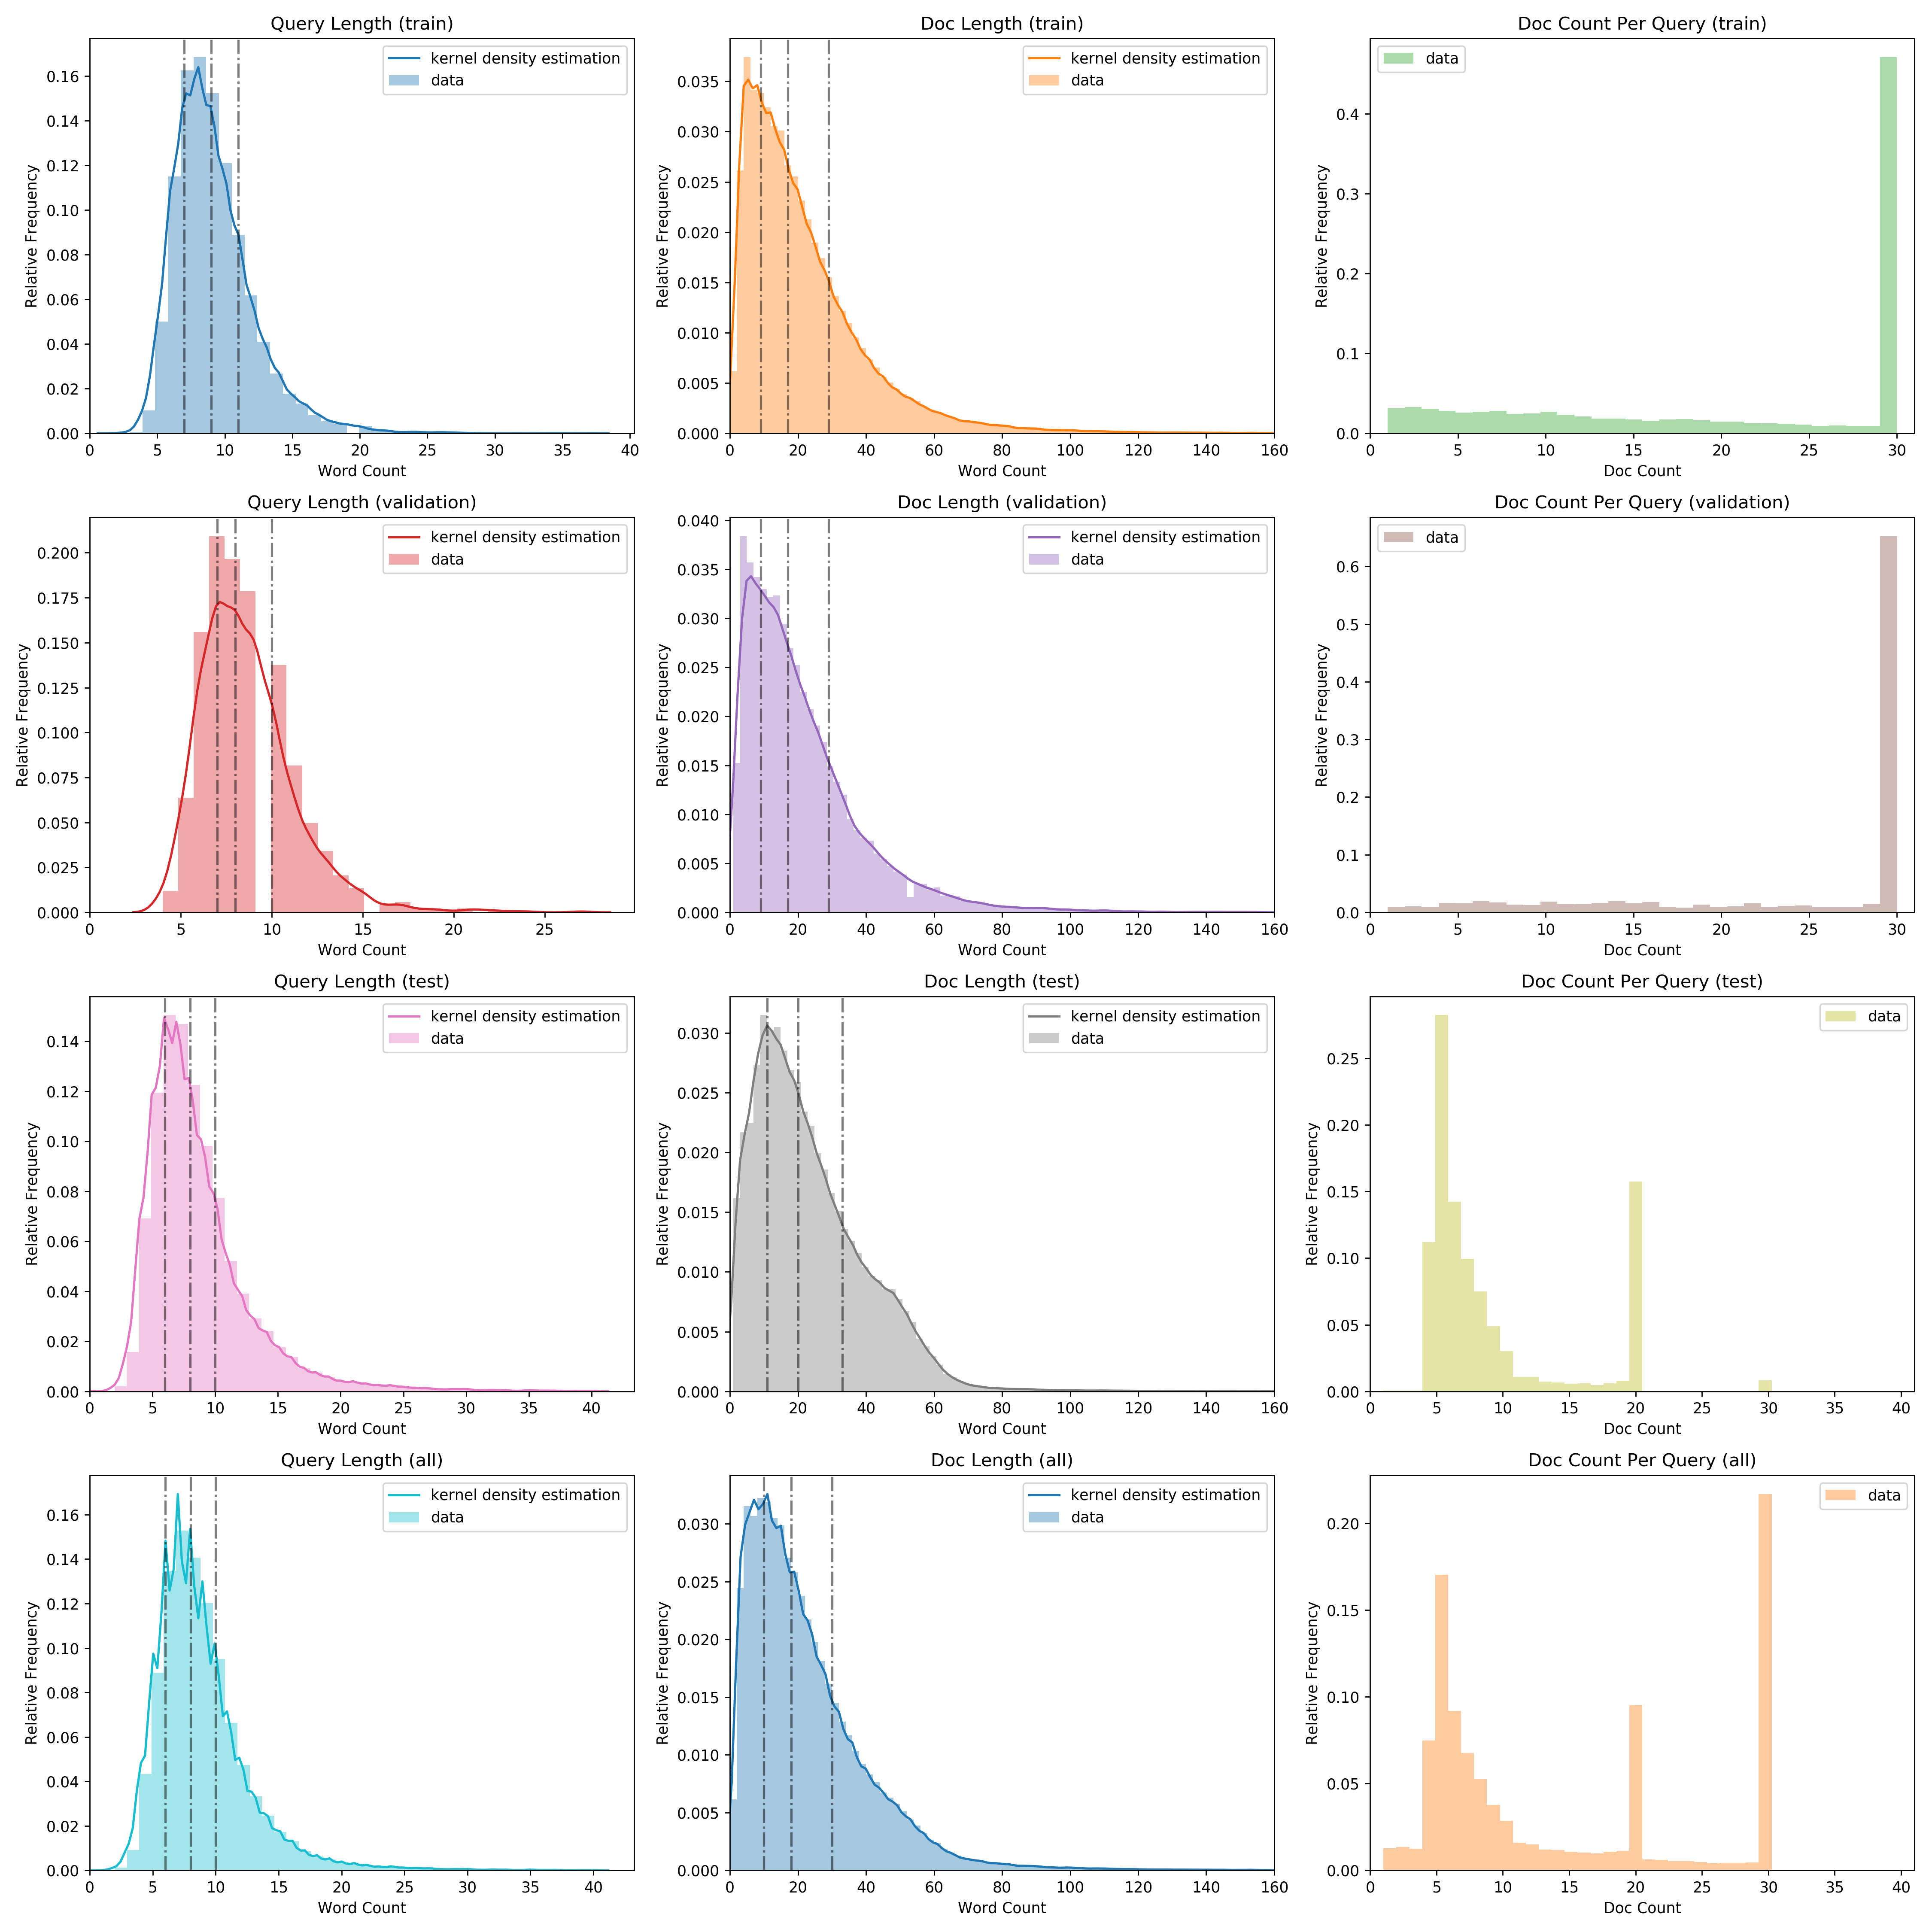 Query Length (train)
kernel density estimation
data
0.16
0.14
0.12
0.10
0.08
0.06
0.04
0.02
0.00
Relative Frequency
0 5 10 15 20 25 30 35 40
Word Count
Doc Length (train)
kernel density estimation
data
0.035
0.030
0.025
0.020
0.015
0.010
0.005
0.000
Relative Frequency
0 20 40 60 80 100 120 140 160
Word Count
Doc Count Per Query (train)
data
0.4
0.3
0.2
0.1
0.0
Relative Frequency
0 5 10 15 20 25 30
Doc Count
Query Length (validation)
kernel density estimation
data
0.200
0.175
0.150
0.125
0.100
0.075
0.050
0.025
0.000
Relative Frequency
0 5 10 15 20 25
Word Count
Doc Length (validation)
kernel density estimation
data
0.040
0.035
0.030
0.025
0.020
0.015
0.010
0.005
0.000
Relative Frequency
0 20 40 60 80 100 120 140 160
Word Count
Doc Count Per Query (validation)
data
0.6
0.5
0.4
0.3
0.2
0.1
0.0
Relative Frequency
0 5 10 15 20 25 30
Doc Count
Query Length (test)
kernel density estimation
data
0.14
0.12
0.10
0.08
0.06
0.04
0.02
0.00
Relative Frequency
0 5 10 15 20 25 30 35 40
Word Count
Doc Length (test)
kernel density estimation
data
0.030
0.025
0.020
0.015
0.010
0.005
0.000
Relative Frequency
0 20 40 60 80 100 120 140 160
Word Count
Doc Count Per Query (test)
data
0.25
0.20
0.15
0.10
0.05
0.00
Relative Frequency
0 5 10 15 20 25 30 35 40
Doc Count
Query Length (all)
kernel density estimation
data
0.16
0.14
0.12
0.10
0.08
0.06
0.04
0.02
0.00
Relative Frequency
0 5 10 15 20 25 30 35 40
Word Count
Doc Length (all)
kernel density estimation
data
0.030
0.025
0.020
0.015
0.010
0.005
0.000
Relative Frequency
0 20 40 60 80 100 120 140 160
Word Count
Doc Count Per Query (all)
data
0.20
0.15
0.10
0.05
0.00
Relative Frequency
0 5 10 15 20 25 30 35 40
Doc Count